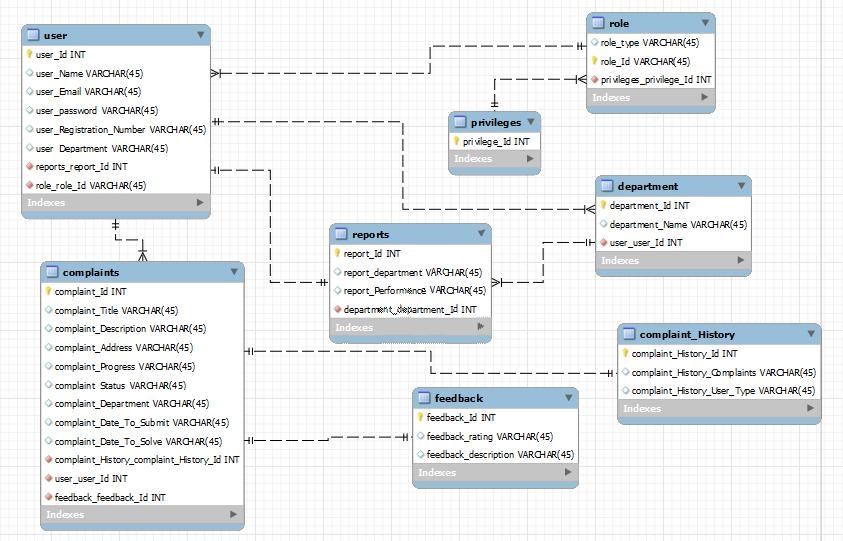 user
user_Id INT
user_Name VARCHAR(45)
user_Email VARCHAR(45)
user_password VARCHAR(45)
user_Registration_Number VARCHAR(45)
user_Department VARCHAR(45)
reports_report_Id INT
role_role_Id VARCHAR(45)
Indexes
role
role_type VARCHAR(45)
role_Id VARCHAR(45)
privileges_privilege_Id INT
Indexes
privileges
privilege_Id INT
Indexes
department
department_Id INT
department_Name VARCHAR(45)
user_user_Id INT
Indexes
reports
report_Id INT
report_department VARCHAR(45)
report_Performence VARCHAR(45)
department_department_Id INT
Indexes
complaints
complaint_Id INT
complaint_Title VARCHAR(45)
complaint_Description VARCHAR(45)
complaint_Address VARCHAR(45)
complaint_Progress VARCHAR(45)
complaint_Status VARCHAR(45)
complaint_Department VARCHAR(45)
complaint_Date_To_Submit VARCHAR(45)
complaint_Date_To_Solve VARCHAR(45)
complaint_History_complaint_History_Id INT
user_user_Id INT
feedback_feedback_Id INT
Indexes
complaint_History
complaint_History_Id INT
complaint_History_Complaints VARCHAR(45)
complaint_History_User_Type VARCHAR(45)
Indexes
feedback
feedback_Id INT
feedback_rating VARCHAR(45)
feedback_description VARCHAR(45)
Indexes